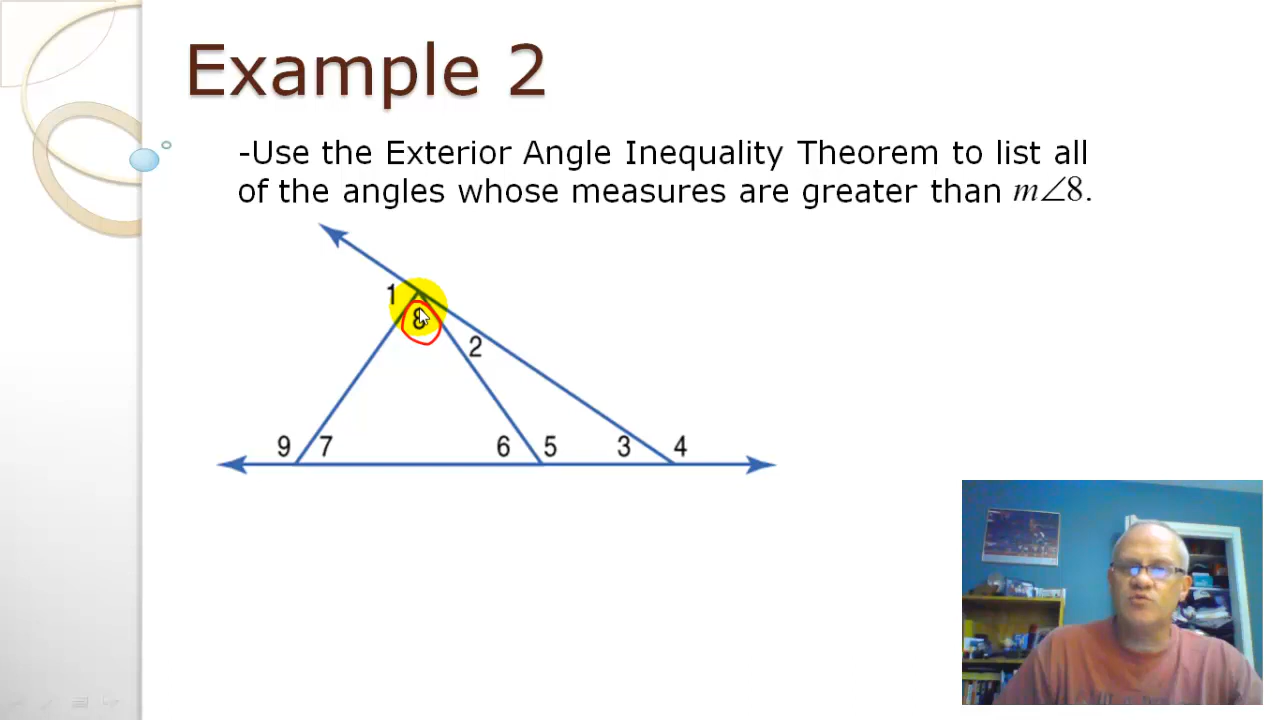 Example 2
-Use the Exterior Angle Inequality Theorem to list all
of the angles whose measures are greater than m∠8.
1
8
2
9 7 6 5 3 4